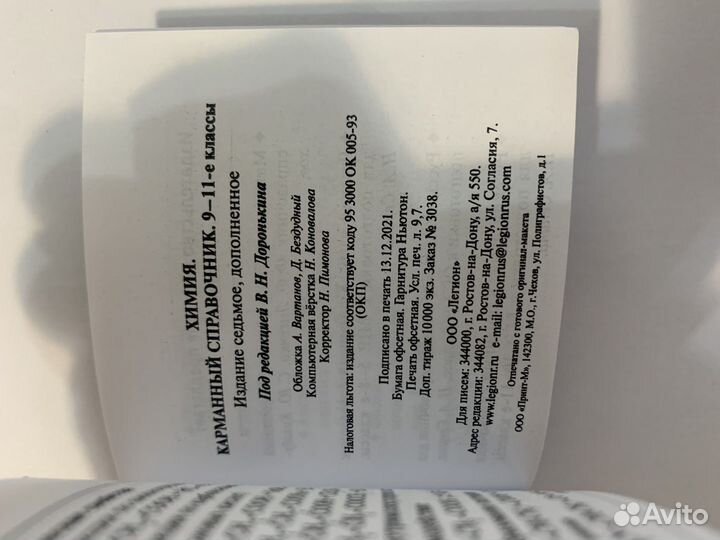 ХИМИЯ.
КАРМАННЫЙ СПРАВОЧНИК. 9–11-е классы
Издание седьмое, дополненное
Под редакцией В. Н. Доронькина
Обложка А. Вартанов, Д. Бездудный
Компьютерная вёрстка Н. Коновалова
Корректор Н. Пимонова
Налоговая льгота: издание соответствует коду 95 3000 ОК 005-93
(ОКП)
Подписано в печать 13.12.2021.
Бумага офсетная. Гарнитура Ньютон.
Печать офсетная. Усл. печ. л. 9,7.
Доп. тираж 10 000 экз. Заказ № 3038.
ООО «Легион»
Для писем: 344000, г. Ростов-на-Дону, а/я 550.
Адрес редакции: 344082, г. Ростов-на-Дону, ул. Согласия, 7.
www.legionr.ru e-mail: legionrus@legionrus.com
Отпечатано с готового оригинал-макета
ООО «Принт-М», 142300, М.О., г. Чехов, ул. Полиграфистов, д.1
Avito